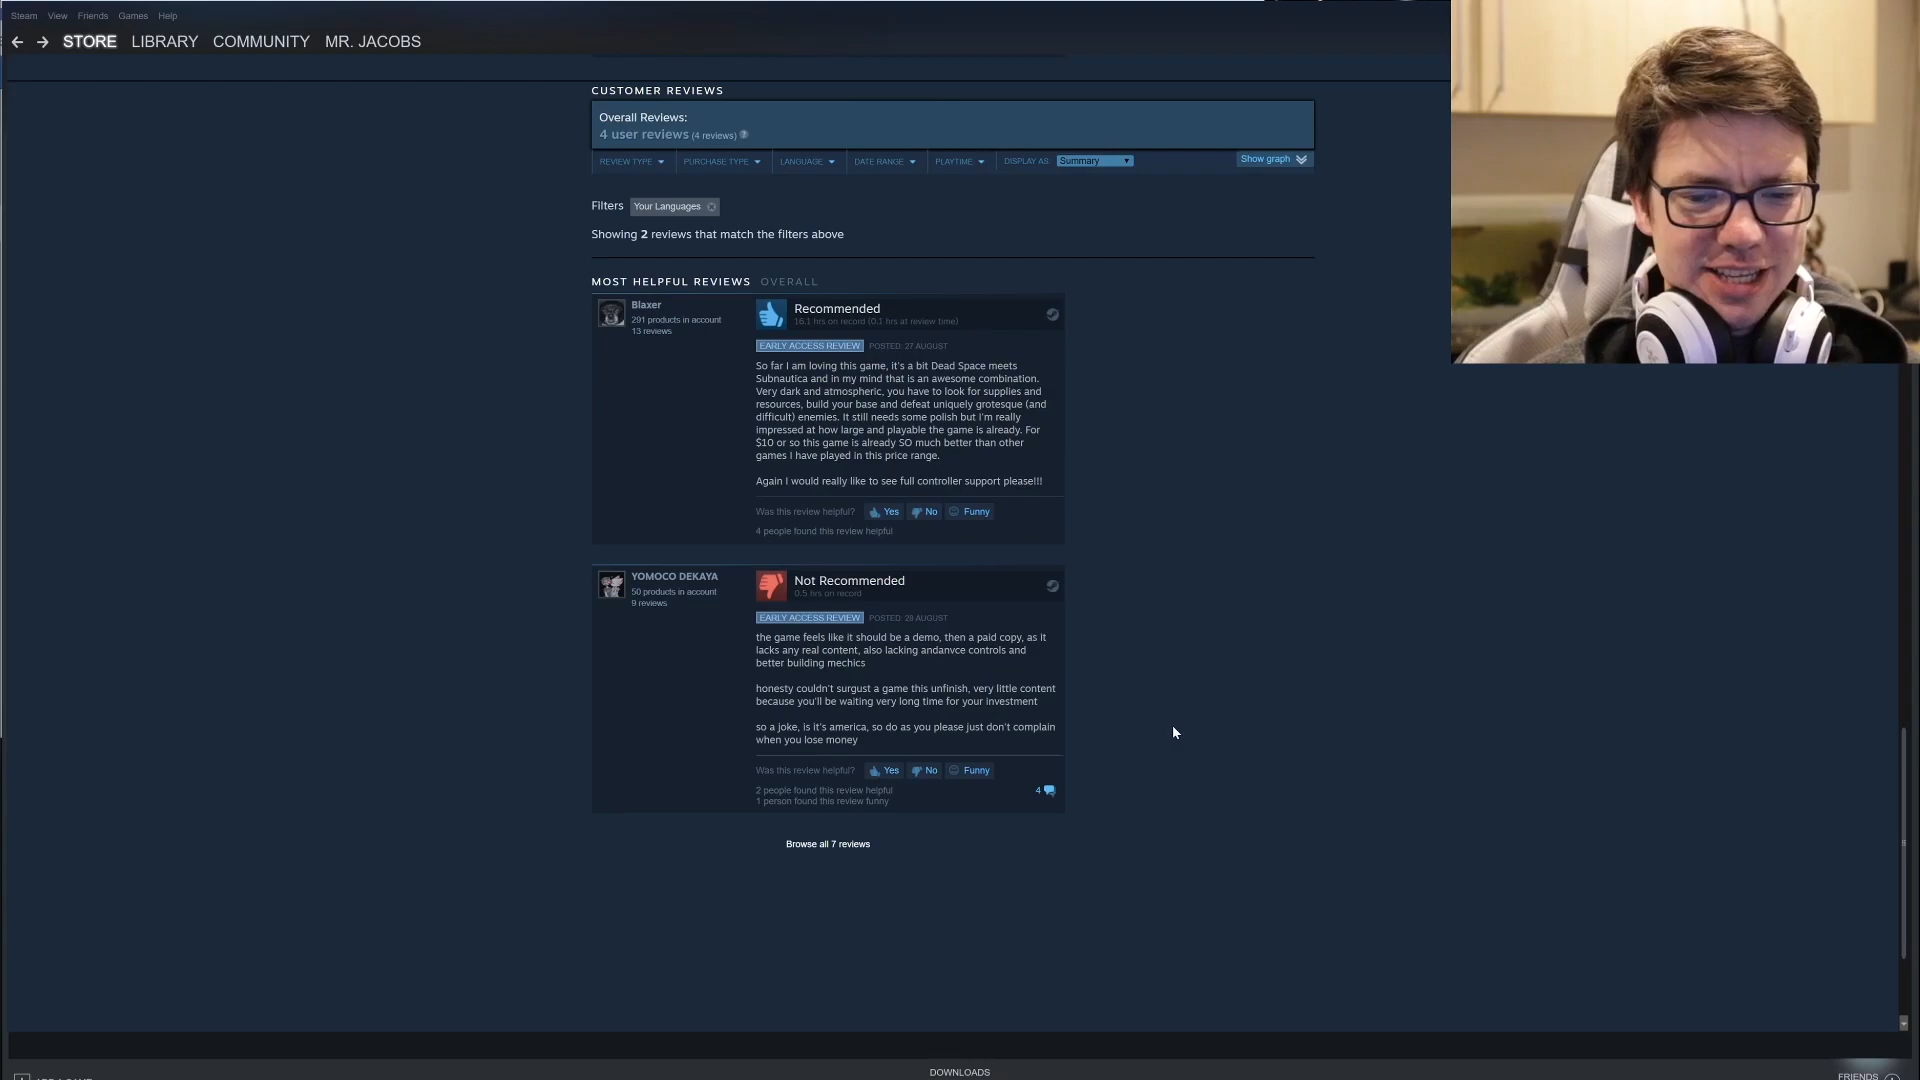 Steam View Friends Games Help
STORE LIBRARY COMMUNITY MR. JACOBS
CUSTOMER REVIEWS
Overall Reviews:
4 user reviews (4 reviews) ?
REVIEW TYPE PURCHASE TYPE LANGUAGE DATE RANGE PLAYTIME DISPLAY AS: Summary Show graph
Filters Your Languages
Showing 2 reviews that match the filters above
MOST HELPFUL REVIEWS OVERALL
Blaxer
291 products in account
13 reviews
Recommended
16.1 hrs on record (0.1 hrs at review time)
EARLY ACCESS REVIEW POSTED: 27 AUGUST
So far I am loving this game, it's a bit Dead Space meets
Subnautica and in my mind that is an awesome combination.
Very dark and atmospheric, you have to look for supplies and
resources, build your base and defeat uniquely grotesque (and
difficult) enemies. It still needs some polish but I'm really
impressed at how large and playable the game is already. For
$10 or so this game is already SO much better than other
games I have played in this price range.
Again I would really like to see full controller support please!!!
Was this review helpful? Yes No Funny
4 people found this review helpful
YOMOCO DEKAYA
50 products in account
9 reviews
Not Recommended
0.5 hrs on record
EARLY ACCESS REVIEW POSTED: 28 AUGUST
the game feels like it should be a demo, then a paid copy, as it
lacks any real content, also lacking andanvce controls and
better building mechics
honesty couldn't surgust a game this unfinish, very little content
because you'll be waiting very long time for your investment
so a joke, is it's america, so do as you please just don't complain
when you lose money
Was this review helpful? Yes No Funny
2 people found this review helpful
1 person found this review funny
4
Browse all 7 reviews
DOWNLOADS
FRIENDS